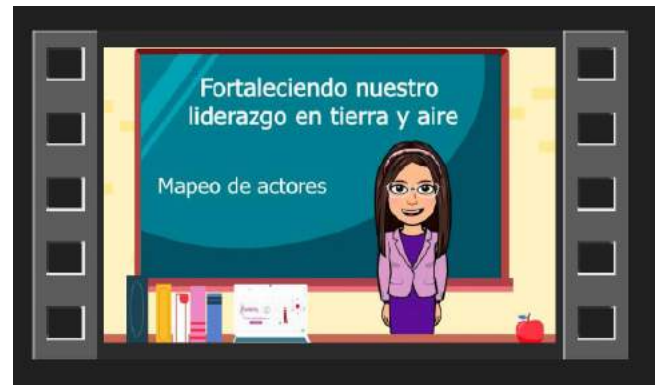 Fortaleciendo nuestro
liderazgo en tierra y aire
Mapeo de actores